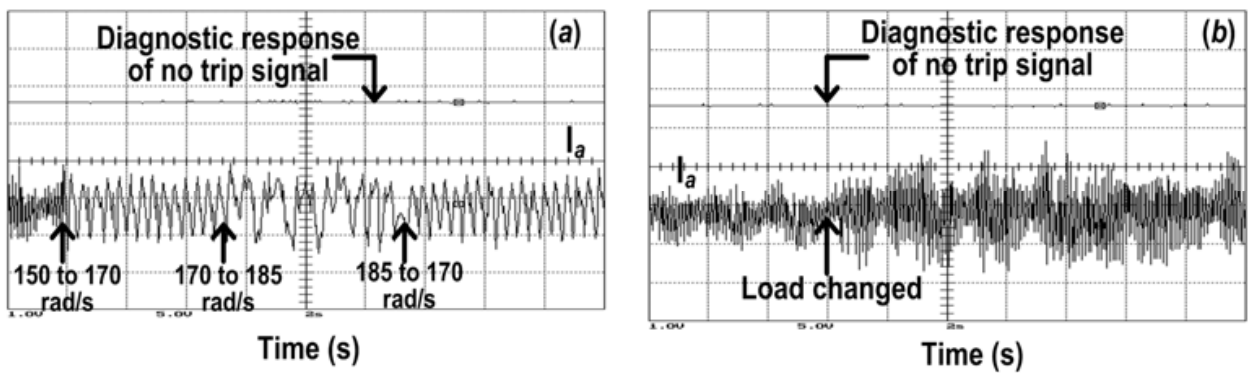 Diagnostic response
of no trip signal
(a)
Ia
150 to 170
rad/s
170 to 185
rad/s
185 to 170
rad/s
1.0V 5.0V 2s
Time (s)
Diagnostic response
of no trip signal
(b)
Ia
Load changed
1.0V 5.0V 2s
Time (s)